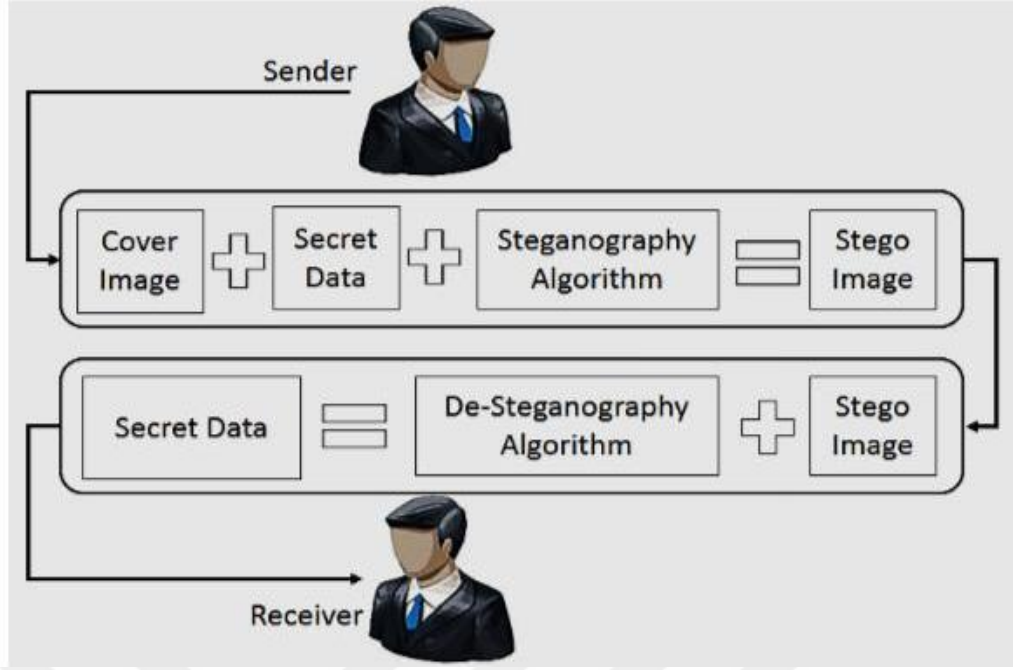 Sender
Cover
Image
Secret
Data
Steganography
Algorithm
Stego
Image
Secret Data
De-Steganography
Algorithm
Stego
Image
Receiver